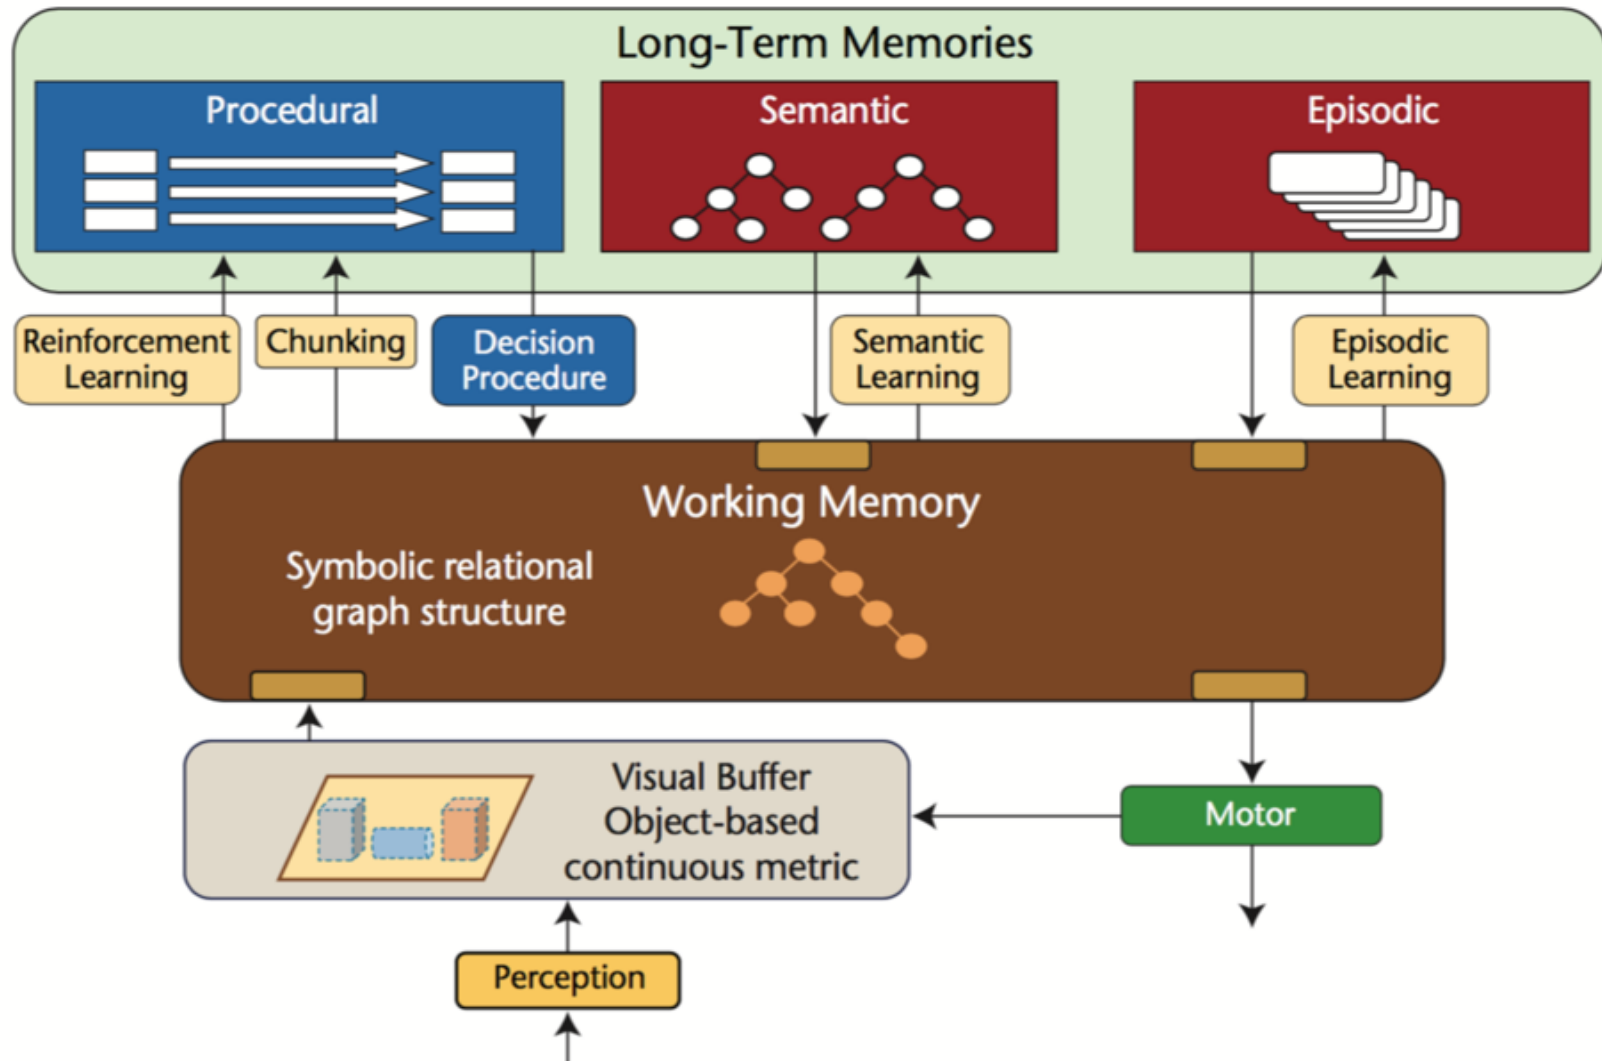 Long-Term Memories
Procedural
Semantic
Episodic
Reinforcement
Learning
Chunking
Decision
Procedure
Semantic
Learning
Episodic
Learning
Working Memory
Symbolic relational
graph structure
Visual Buffer
Object-based
continuous metric
Motor
Perception